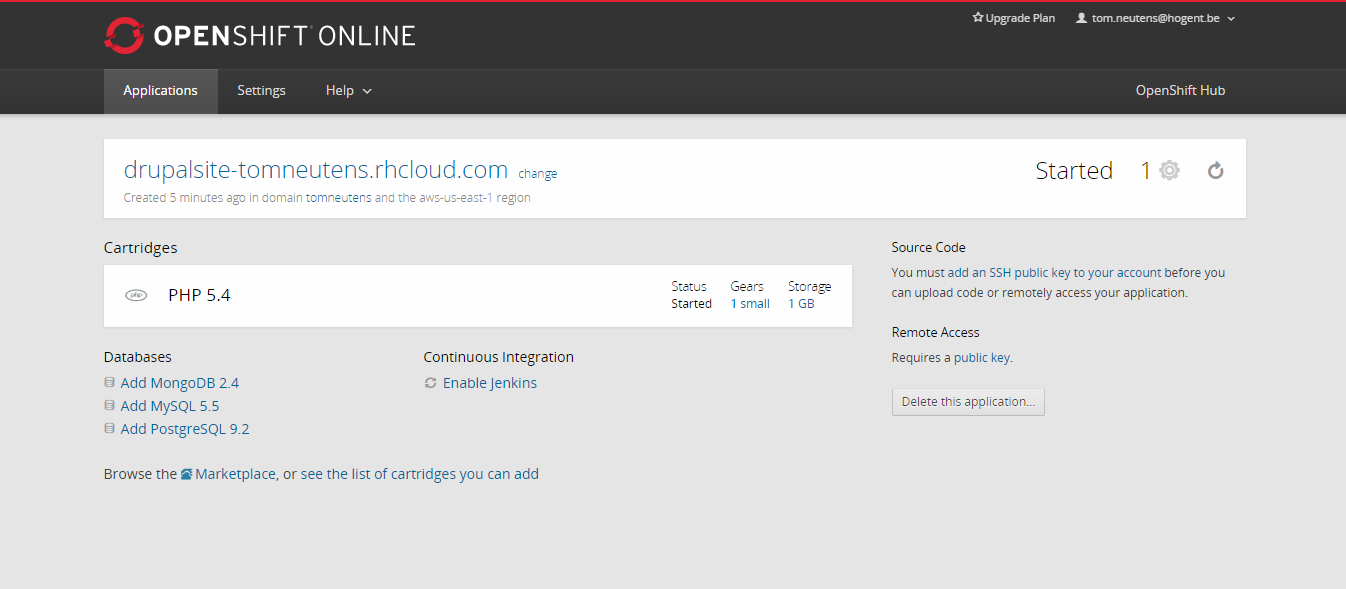 OPENSHIFT ONLINE
Upgrade Plan
tom.neutens@hogent.be
Applications
Settings
Help
OpenShift Hub
drupalsite-tomneutens.rhcloud.com change
Started 1
Created 5 minutes ago in domain tomneutens and the aws-us-east-1 region
Cartridges
php PHP 5.4
Status Gears Storage
Started 1 small 1 GB
Databases
Add MongoDB 2.4
Add MySQL 5.5
Add PostgreSQL 9.2
Continuous Integration
Enable Jenkins
Browse the Marketplace, or see the list of cartridges you can add
Source Code
You must add an SSH public key to your account before you
can upload code or remotely access your application.
Remote Access
Requires a public key.
Delete this application...